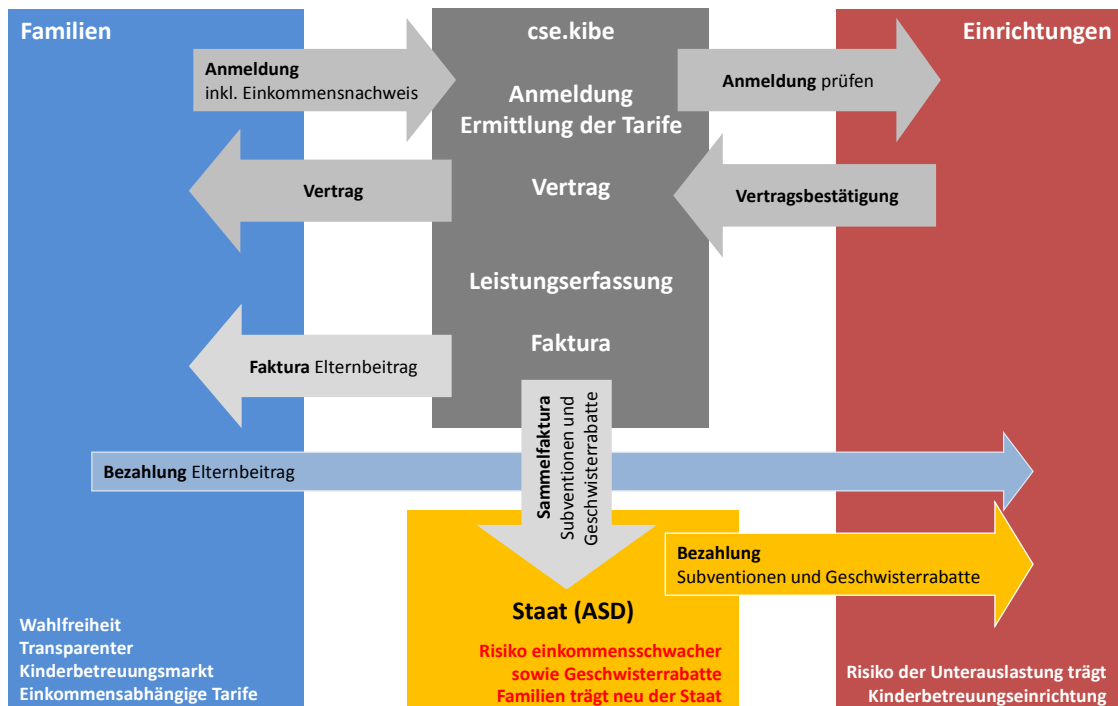 Familien
cse.kibe
Einrichtungen
Anmeldung
inkl. Einkommensnachweis
Anmeldung
Ermittlung der Tarife
Anmeldung prüfen
Vertrag
Vertrag
Vertragsbestätigung
Leistungserfassung
Faktura
Faktura Elternbeitrag
Sammelfaktura
Subventionen und
Geschwisterrabatte
Bezahlung Elternbeitrag
Bezahlung
Subventionen und Geschwisterrabatte
Staat (ASD)
Risiko einkommensschwacher
sowie Geschwisterrabatte
Familien trägt neu der Staat
Wahlfreiheit
Transparenter
Kinderbetreuungsmarkt
Einkommensabhängige Tarife
Risiko der Unterauslastung trägt
Kinderbetreuungseinrichtung